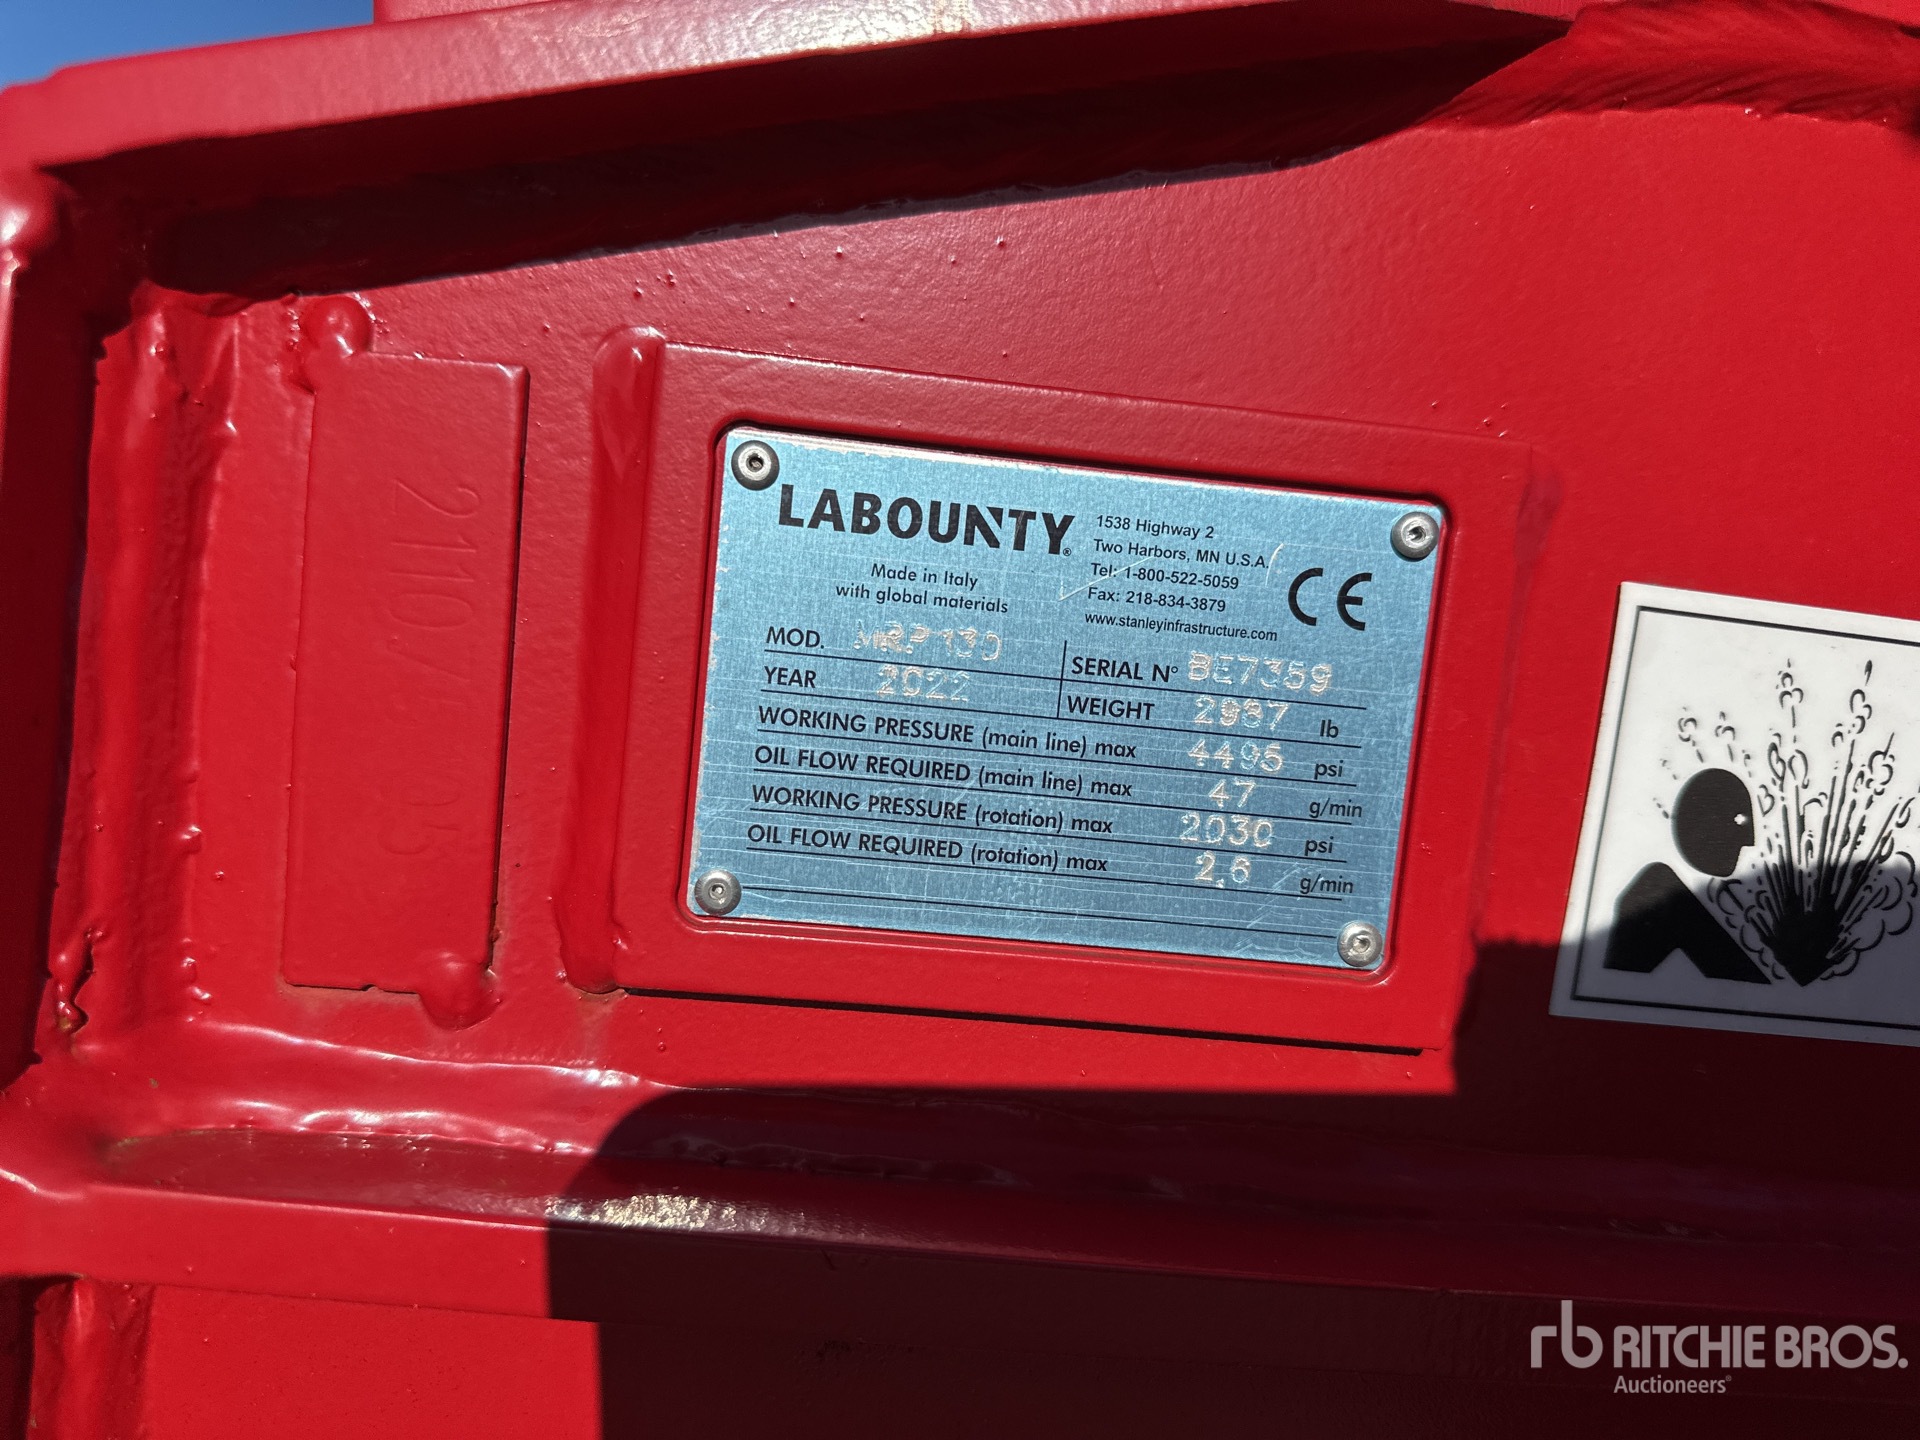 LABOUNTY®
1538 Highway 2
Two Harbors, MN U.S.A.
Tel: 1-800-522-5059
Fax: 218-834-3879
www.stanleyinfrastructure.com
CE
Made in Italy
with global materials
MOD. MRP130
SERIAL N° BE7359
YEAR 2022
WEIGHT 2987 lb
WORKING PRESSURE (main line) max 4495 psi
OIL FLOW REQUIRED (main line) max 47 g/min
WORKING PRESSURE (rotation) max 2030 psi
OIL FLOW REQUIRED (rotation) max 2.6 g/min
rb RITCHIE BROS.
Auctioneers®